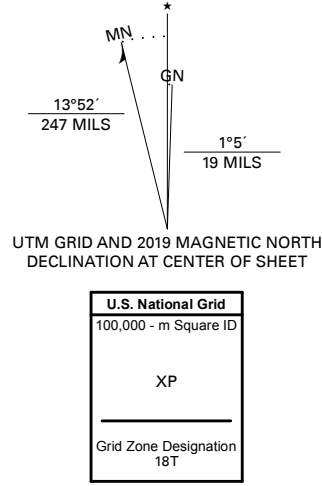 ★
MN
GN
13°52´
247 MILS
1°5´
19 MILS
UTM GRID AND 2019 MAGNETIC NORTH
DECLINATION AT CENTER OF SHEET
U.S. National Grid
100,000 - m Square ID
XP
Grid Zone Designation
18T